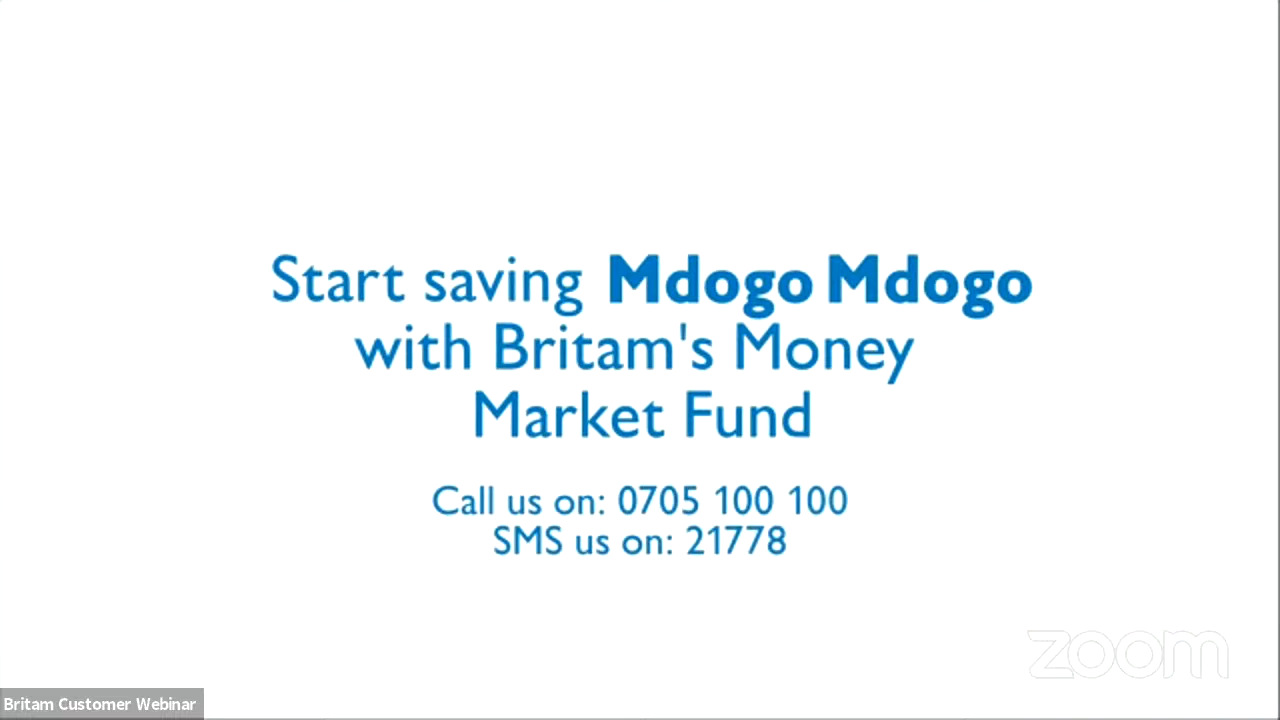 Start saving Mdogo Mdogo
with Britam's Money
Market Fund
Call us on: 0705 100 100
SMS us on: 21778
zoom
Britam Customer Webinar